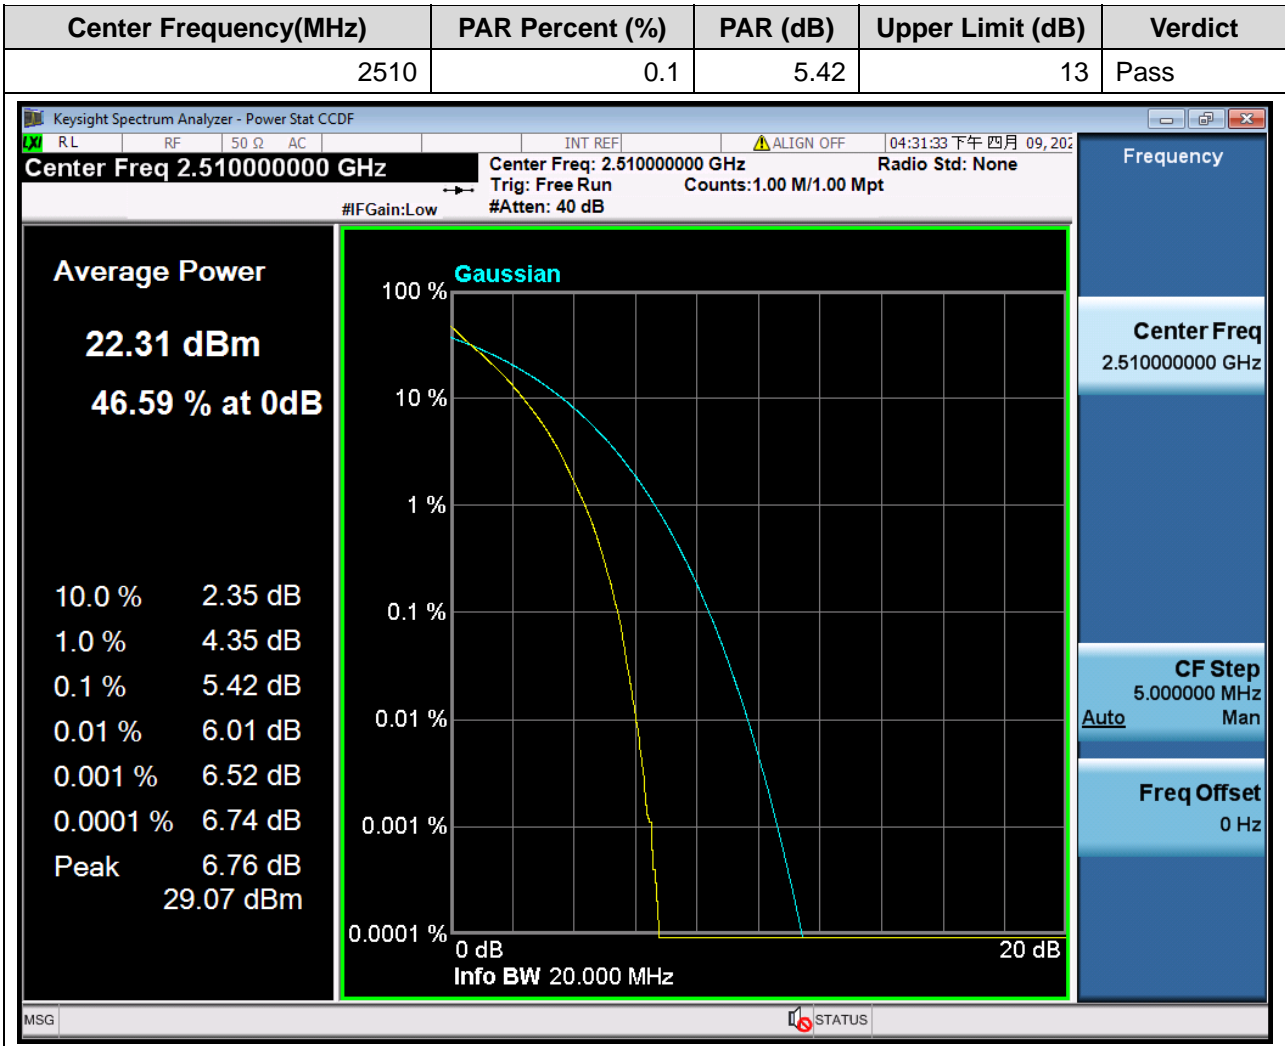 Center Frequency(MHz) PAR Percent (%) PAR (dB) Upper Limit (dB) Verdict
2510 0.1 5.42 13 Pass
Keysight Spectrum Analyzer - Power Stat CCDF
LXI RL RF 50 Ω AC INT REF ALIGN OFF 04:31:33 下午 四月 09, 202
Center Freq 2.510000000 GHz
Center Freq: 2.510000000 GHz Radio Std: None
Trig: Free Run Counts:1.00 M/1.00 Mpt
#IFGain:Low #Atten: 40 dB
Average Power
22.31 dBm
46.59 % at 0dB
10.0 % 2.35 dB
1.0 % 4.35 dB
0.1 % 5.42 dB
0.01 % 6.01 dB
0.001 % 6.52 dB
0.0001 % 6.74 dB
Peak 6.76 dB
29.07 dBm
Gaussian
100 %
10 %
1 %
0.1 %
0.01 %
0.001 %
0.0001 %
0 dB 20 dB
Info BW 20.000 MHz
Frequency
Center Freq
2.510000000 GHz
CF Step
5.000000 MHz
Auto Man
Freq Offset
0 Hz
MSG STATUS